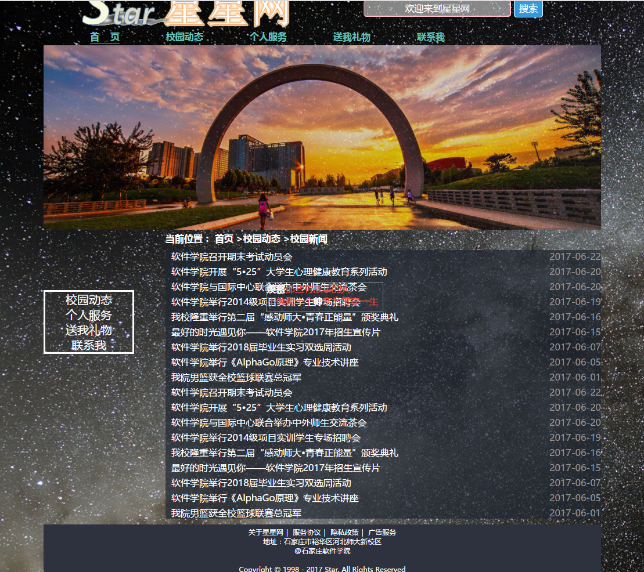 Star 星星网
欢迎来到星星网 搜索
首 页 校园动态 个人服务 送我礼物 联系我
当前位置： 首页 >校园动态 >校园新闻
软件学院召开期末考试动员会 2017-06-22
软件学院开展“5•25”大学生心理健康教育系列活动 2017-06-20
软件学院与国际中心联合举办中外师生交流茶会 2017-06-20
软件学院举行2014级项目实训学生专场招聘会 2017-06-19
我校隆重举行第二届“感动师大•青春正能量”颁奖典礼 2017-06-16
最好的时光遇见你——软件学院2017年招生宣传片 2017-06-15
软件学院举行2018届毕业生实习双选周活动 2017-06-07
软件学院举行《AlphaGo原理》专业技术讲座 2017-06-05
我院男篮获全校篮球联赛总冠军 2017-06-01
软件学院召开期末考试动员会 2017-06-22
软件学院开展“5•25”大学生心理健康教育系列活动 2017-06-20
软件学院与国际中心联合举办中外师生交流茶会 2017-06-20
软件学院举行2014级项目实训学生专场招聘会 2017-06-19
我校隆重举行第二届“感动师大•青春正能量”颁奖典礼 2017-06-16
最好的时光遇见你——软件学院2017年招生宣传片 2017-06-15
软件学院举行2018届毕业生实习双选周活动 2017-06-07
软件学院举行《AlphaGo原理》专业技术讲座 2017-06-05
我院男篮获全校篮球联赛总冠军 2017-06-01
校园动态
个人服务
送我礼物
联系我
关于星星网 | 服务协议 | 隐私政策 | 广告服务
地址：石家庄市裕华区河北师大新校区
@石家庄软件学院
Copyright © 1998 - 2017 Star. All Rights Reserved